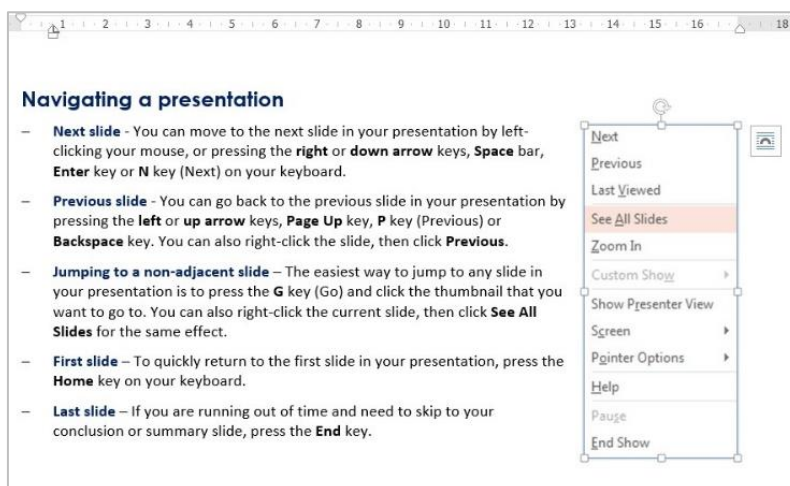 1 2 3 4 5 6 7 8 9 10 11 12 13 14 15 16 18
Navigating a presentation
– Next slide - You can move to the next slide in your presentation by left-
clicking your mouse, or pressing the right or down arrow keys, Space bar,
Enter key or N key (Next) on your keyboard.
– Previous slide - You can go back to the previous slide in your presentation by
pressing the left or up arrow keys, Page Up key, P key (Previous) or
Backspace key. You can also right-click the slide, then click Previous.
– Jumping to a non-adjacent slide – The easiest way to jump to any slide in
your presentation is to press the G key (Go) and click the thumbnail that you
want to go to. You can also right-click the current slide, then click See All
Slides for the same effect.
– First slide – To quickly return to the first slide in your presentation, press the
Home key on your keyboard.
– Last slide – If you are running out of time and need to skip to your
conclusion or summary slide, press the End key.
Next
Previous
Last Viewed
See All Slides
Zoom In
Custom Show
Show Presenter View
Screen
Pointer Options
Help
Pause
End Show